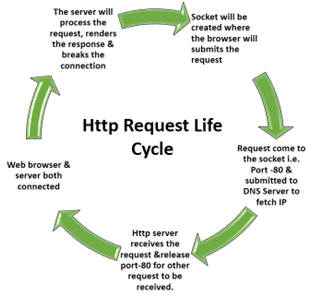 The server will
process the
request, renders
the response &
breaks the
connection
Socket will be
created where
the browser will
submits the
request
Http Request Life
Cycle
Request come to
the socket i.e.
Port -80 &
submitted to
DNS Server to
fetch IP
Http server
receives the
request &release
port-80 for other
request to be
received.
Web browser &
server both
connected